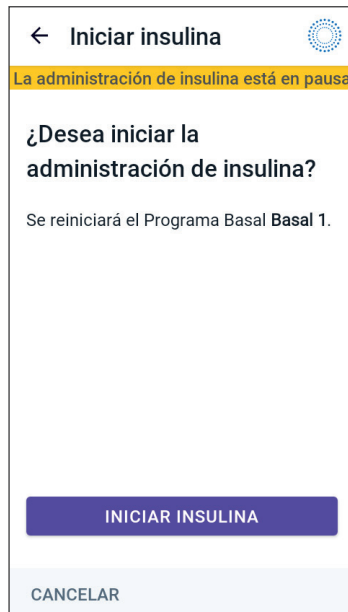 Iniciar insulina
La administración de insulina está en pausa
¿Desea iniciar la
administración de insulina?
Se reiniciará el Programa Basal Basal 1.
INICIAR INSULINA
CANCELAR